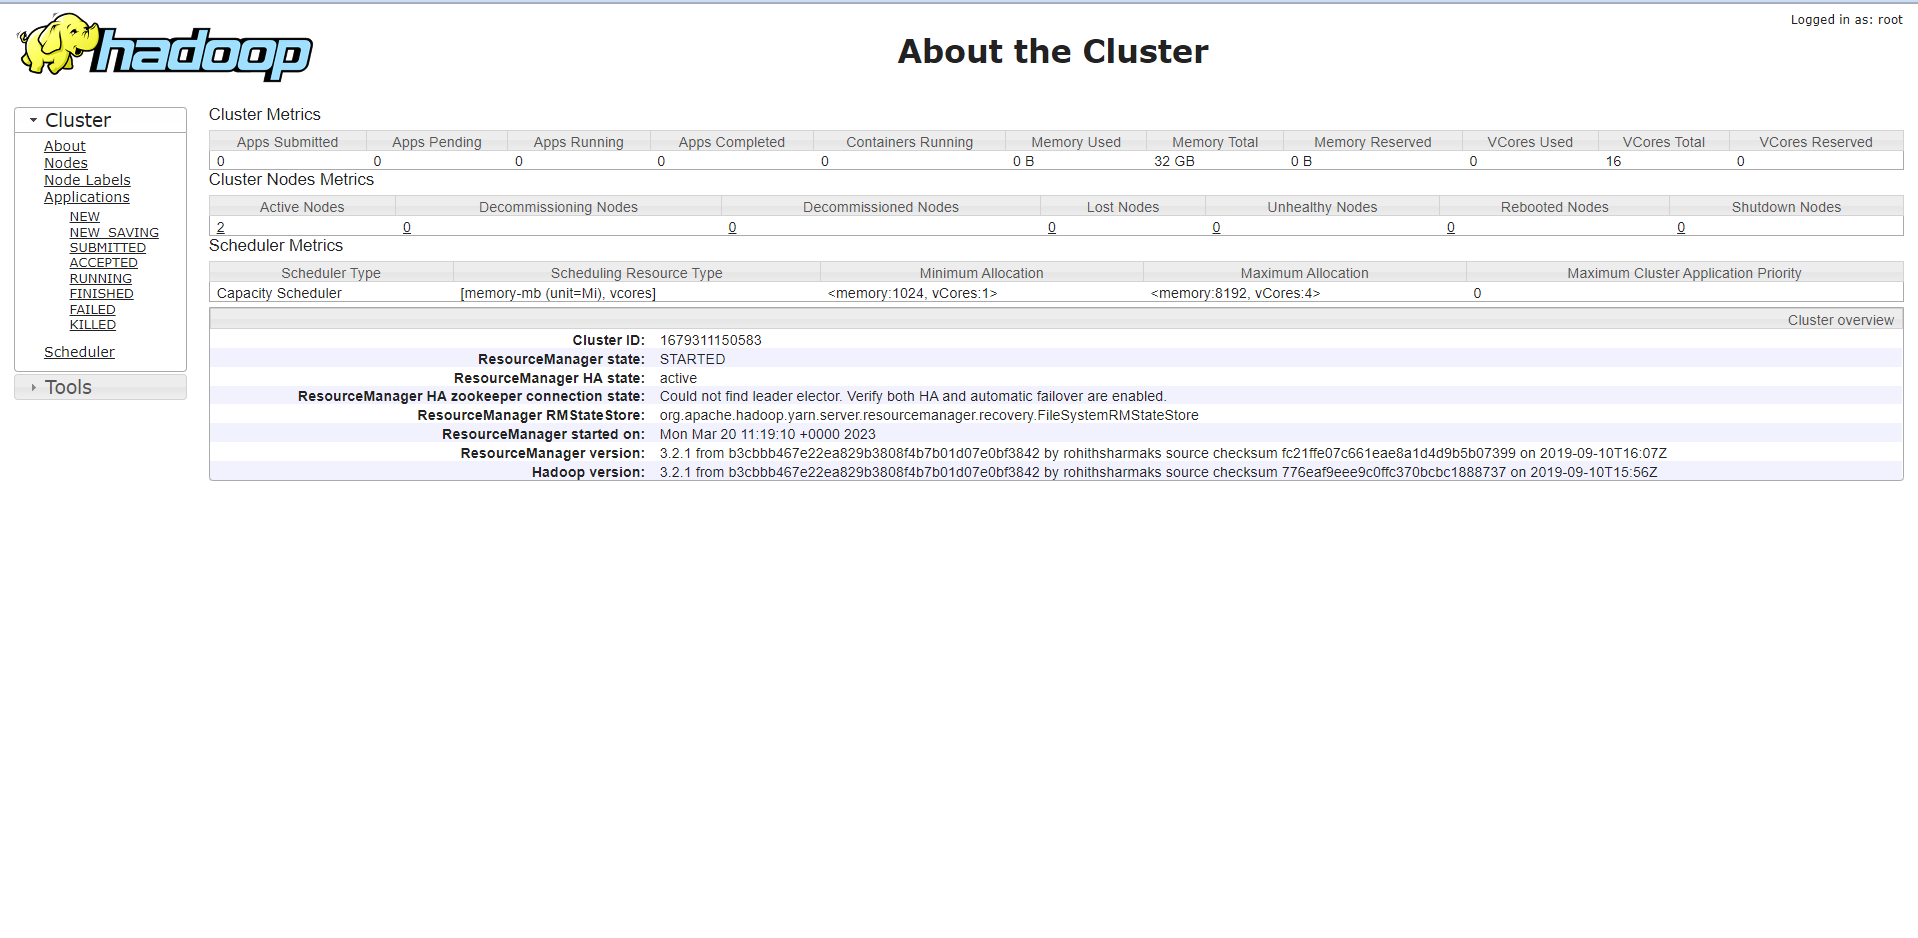 Logged in as: root
hadoop
About the Cluster
Cluster
About
Nodes
Node Labels
Applications
NEW
NEW_SAVING
SUBMITTED
ACCEPTED
RUNNING
FINISHED
FAILED
KILLED
Scheduler
Tools
Cluster Metrics
Apps Submitted Apps Pending Apps Running Apps Completed Containers Running Memory Used Memory Total Memory Reserved VCores Used VCores Total VCores Reserved
0 0 0 0 0 0 B 32 GB 0 B 0 16 0
Cluster Nodes Metrics
Active Nodes Decommissioning Nodes Decommissioned Nodes Lost Nodes Unhealthy Nodes Rebooted Nodes Shutdown Nodes
2 0 0 0 0 0 0
Scheduler Metrics
Scheduler Type Scheduling Resource Type Minimum Allocation Maximum Allocation Maximum Cluster Application Priority
Capacity Scheduler [memory-mb (unit=Mi), vcores] <memory:1024, vCores:1> <memory:8192, vCores:4> 0
Cluster overview
Cluster ID: 1679311150583
ResourceManager state: STARTED
ResourceManager HA state: active
ResourceManager HA zookeeper connection state: Could not find leader elector. Verify both HA and automatic failover are enabled.
ResourceManager RMStateStore: org.apache.hadoop.yarn.server.resourcemanager.recovery.FileSystemRMStateStore
ResourceManager started on: Mon Mar 20 11:19:10 +0000 2023
ResourceManager version: 3.2.1 from b3cbbb467e22ea829b3808f4b7b01d07e0bf3842 by rohithsharmaks source checksum fc21ffe07c661eae8a1d4d9b5b07399 on 2019-09-10T16:07Z
Hadoop version: 3.2.1 from b3cbbb467e22ea829b3808f4b7b01d07e0bf3842 by rohithsharmaks source checksum 776eaf9eee9c0ffc370bcbc1888737 on 2019-09-10T15:56Z